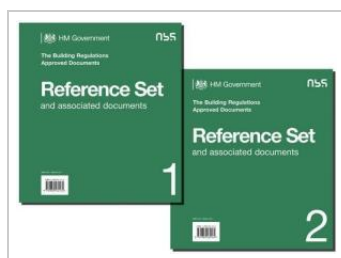 HM Government
nbs
The Building Regulations
Approved Documents
Reference Set
and associated documents
1
HM Government
nbs
The Building Regulations
Approved Documents
Reference Set
and associated documents
2